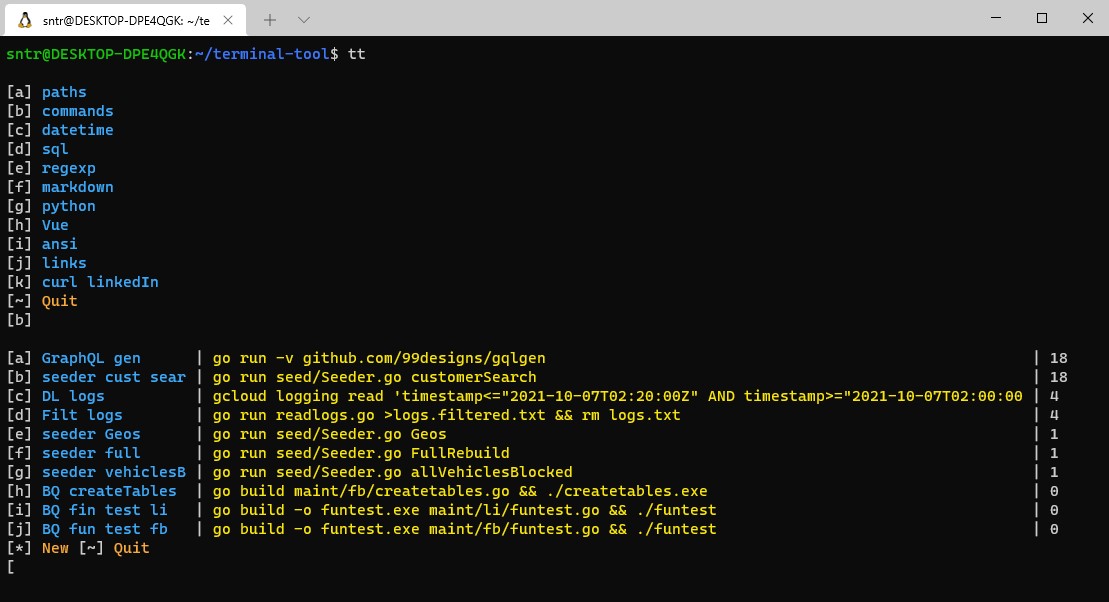 sntr@DESKTOP-DPE4QGK: ~/te
sntr@DESKTOP-DPE4QGK:~/terminal-tool$ tt
[a] paths
[b] commands
[c] datetime
[d] sql
[e] regexp
[f] markdown
[g] python
[h] Vue
[i] ansi
[j] links
[k] curl linkedIn
[~] Quit
[b]
[a] GraphQL gen | go run -v github.com/99designs/gqlgen | 18
[b] seeder cust sear | go run seed/Seeder.go customerSearch | 18
[c] DL logs | gcloud logging read 'timestamp<="2021-10-07T02:20:00Z" AND timestamp>="2021-10-07T02:00:00 | 4
[d] Filt logs | go run readlogs.go >logs.filtered.txt && rm logs.txt | 4
[e] seeder Geos | go run seed/Seeder.go Geos | 1
[f] seeder full | go run seed/Seeder.go FullRebuild | 1
[g] seeder vehiclesB | go run seed/Seeder.go allVehiclesBlocked | 1
[h] BQ createTables | go build maint/fb/createtables.go && ./createtables.exe | 0
[i] BQ fin test li | go build -o funtest.exe maint/li/funtest.go && ./funtest | 0
[j] BQ fun test fb | go build -o funtest.exe maint/fb/funtest.go && ./funtest | 0
[*] New [~] Quit
[